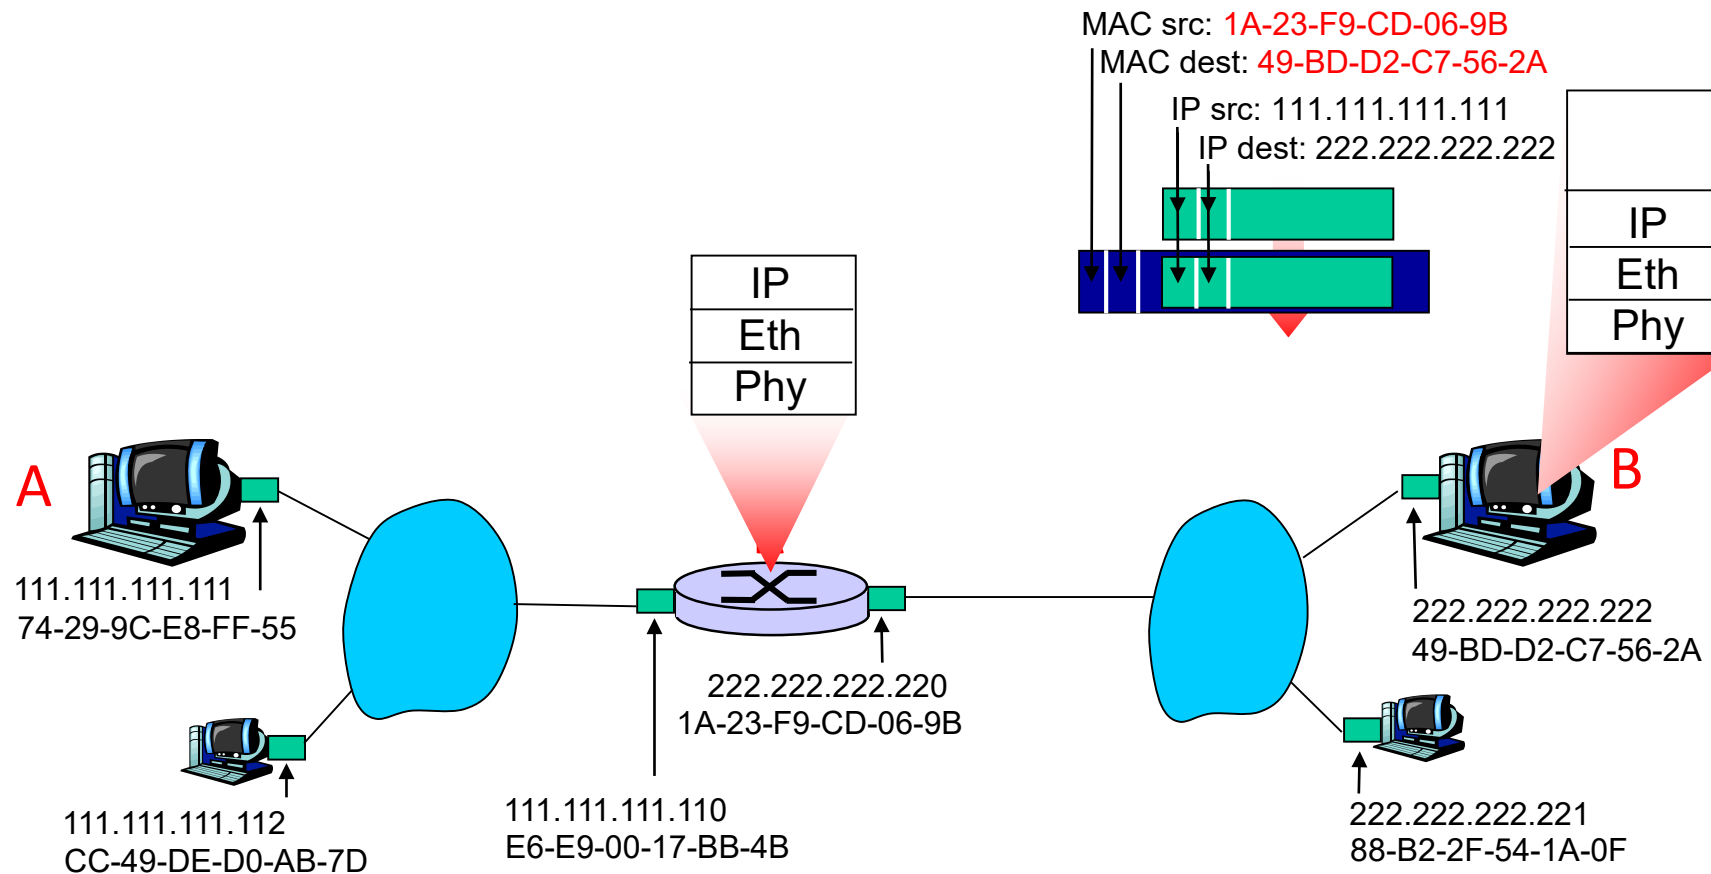 MAC src: 1A-23-F9-CD-06-9B
MAC dest: 49-BD-D2-C7-56-2A
IP src: 111.111.111.111
IP dest: 222.222.222.222
IP
Eth
Phy
IP
Eth
Phy
A
B
111.111.111.111
74-29-9C-E8-FF-55
222.222.222.222
49-BD-D2-C7-56-2A
222.222.222.220
1A-23-F9-CD-06-9B
111.111.111.112
CC-49-DE-D0-AB-7D
111.111.111.110
E6-E9-00-17-BB-4B
222.222.222.221
88-B2-2F-54-1A-0F